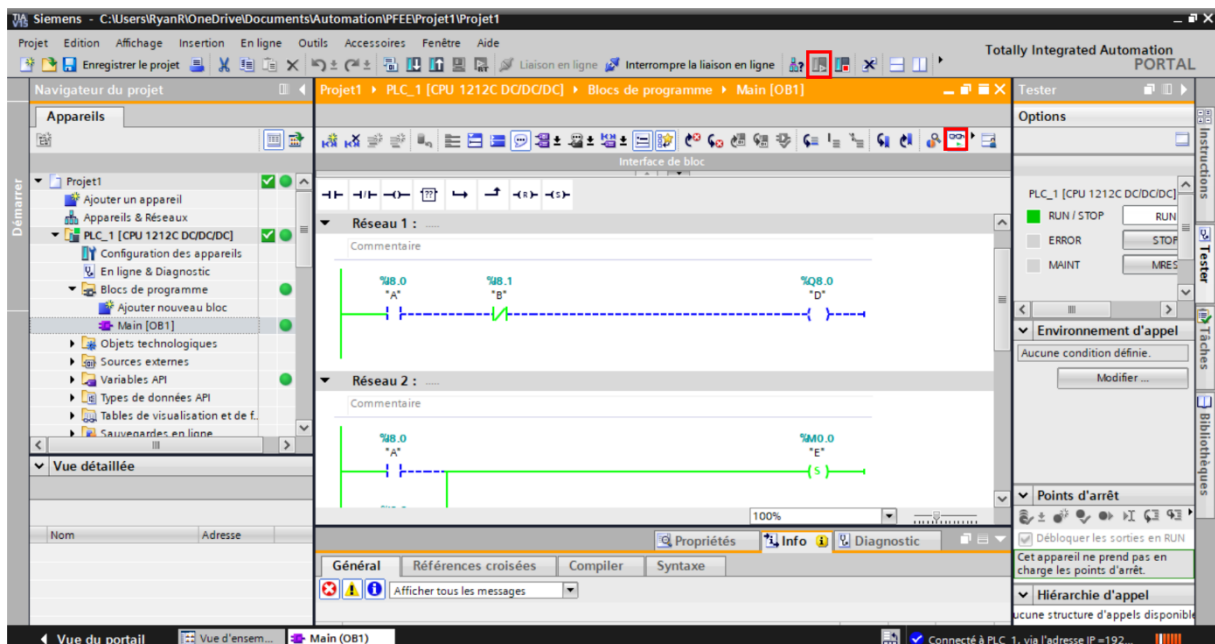 Siemens - C:\Users\RyanR\OneDrive\Documents\Automation\PFEE\Projet1\Projet1
Projet Edition Affichage Insertion En ligne Outils Accessoires Fenêtre Aide
Totally Integrated Automation
PORTAL
Enregistrer le projet
Liaison en ligne
Interrompre la liaison en ligne
Navigateur du projet
Projet1 ▸ PLC_1 [CPU 1212C DC/DC/DC] ▸ Blocs de programme ▸ Main [OB1]
Tester
Appareils
Options
Interface de bloc
Démarrer
Projet1
Ajouter un appareil
Appareils & Réseaux
PLC_1 [CPU 1212C DC/DC/DC]
Configuration des appareils
En ligne & Diagnostic
Blocs de programme
Ajouter nouveau bloc
Main [OB1]
Objets technologiques
Sources externes
Variables API
Types de données API
Tables de visualisation et de f..
Sauvegardes en ligne
Vue détaillée
Nom Adresse
Réseau 1 : .....
Commentaire
%I8.0 %I8.1 %Q8.0
"A" "B" "D"
Réseau 2 : .....
Commentaire
%I8.0 %M0.0
"A" "E"
S
100%
Propriétés Info Diagnostic
Général Références croisées Compiler Syntaxe
Afficher tous les messages
PLC_1 [CPU 1212C DC/DC/DC]
RUN / STOP RUN
ERROR STOP
MAINT MRES
Environnement d'appel
Aucune condition définie.
Modifier ...
Points d'arrêt
Débloquer les sorties en RUN
Cet appareil ne prend pas en
charge les points d'arrêt.
Hiérarchie d'appel
ucune structure d'appels disponible
Instructions
Tester
Tâches
Bibliothèques
Vue du portail
Vue d'ensem...
Main (OB1)
Connecté à PLC_1, via l'adresse IP =192...